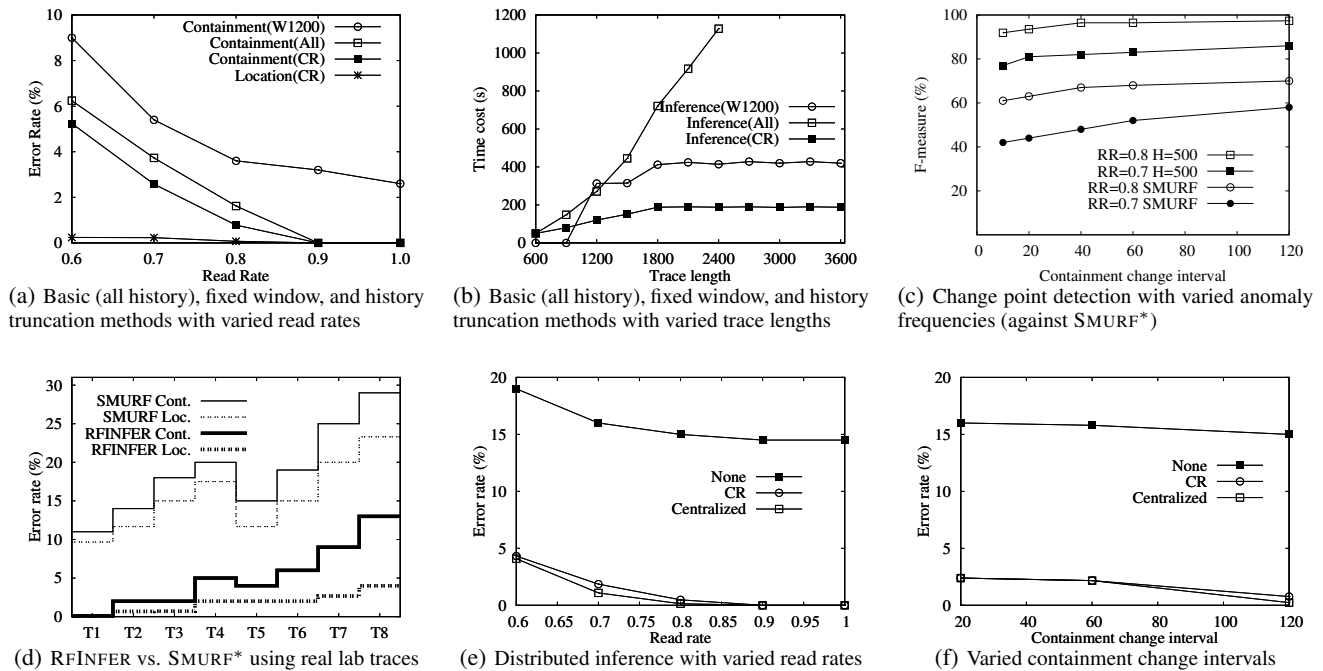 10
8
6
4
2
0
Error Rate (%)
Containment(W1200)
Containment(All)
Containment(CR)
Location(CR)
0.6 0.7 0.8 0.9 1.0
Read Rate
(a) Basic (all history), fixed window, and history
truncation methods with varied read rates
1200
1000
800
600
400
200
0
Time cost (s)
Inference(W1200)
Inference(All)
Inference(CR)
600 1200 1800 2400 3000 3600
Trace length
(b) Basic (all history), fixed window, and history
truncation methods with varied trace lengths
100
80
60
40
20
F-measure (%)
RR=0.8 H=500
RR=0.7 H=500
RR=0.8 SMURF
RR=0.7 SMURF
0 20 40 60 80 100 120
Containment change interval
(c) Change point detection with varied anomaly
frequencies (against SMURF*)
30
25
20
15
10
5
0
Error rate (%)
SMURF Cont.
SMURF Loc.
RFINFER Cont.
RFINFER Loc.
T1 T2 T3 T4 T5 T6 T7 T8
(d) RFINFER vs. SMURF* using real lab traces
20
15
10
5
0
Error rate (%)
None
CR
Centralized
0.6 0.65 0.7 0.75 0.8 0.85 0.9 0.95 1
Read rate
(e) Distributed inference with varied read rates
20
15
10
5
0
Error rate (%)
None
CR
Centralized
20 40 60 80 100 120
Containment change interval
(f) Varied containment change intervals